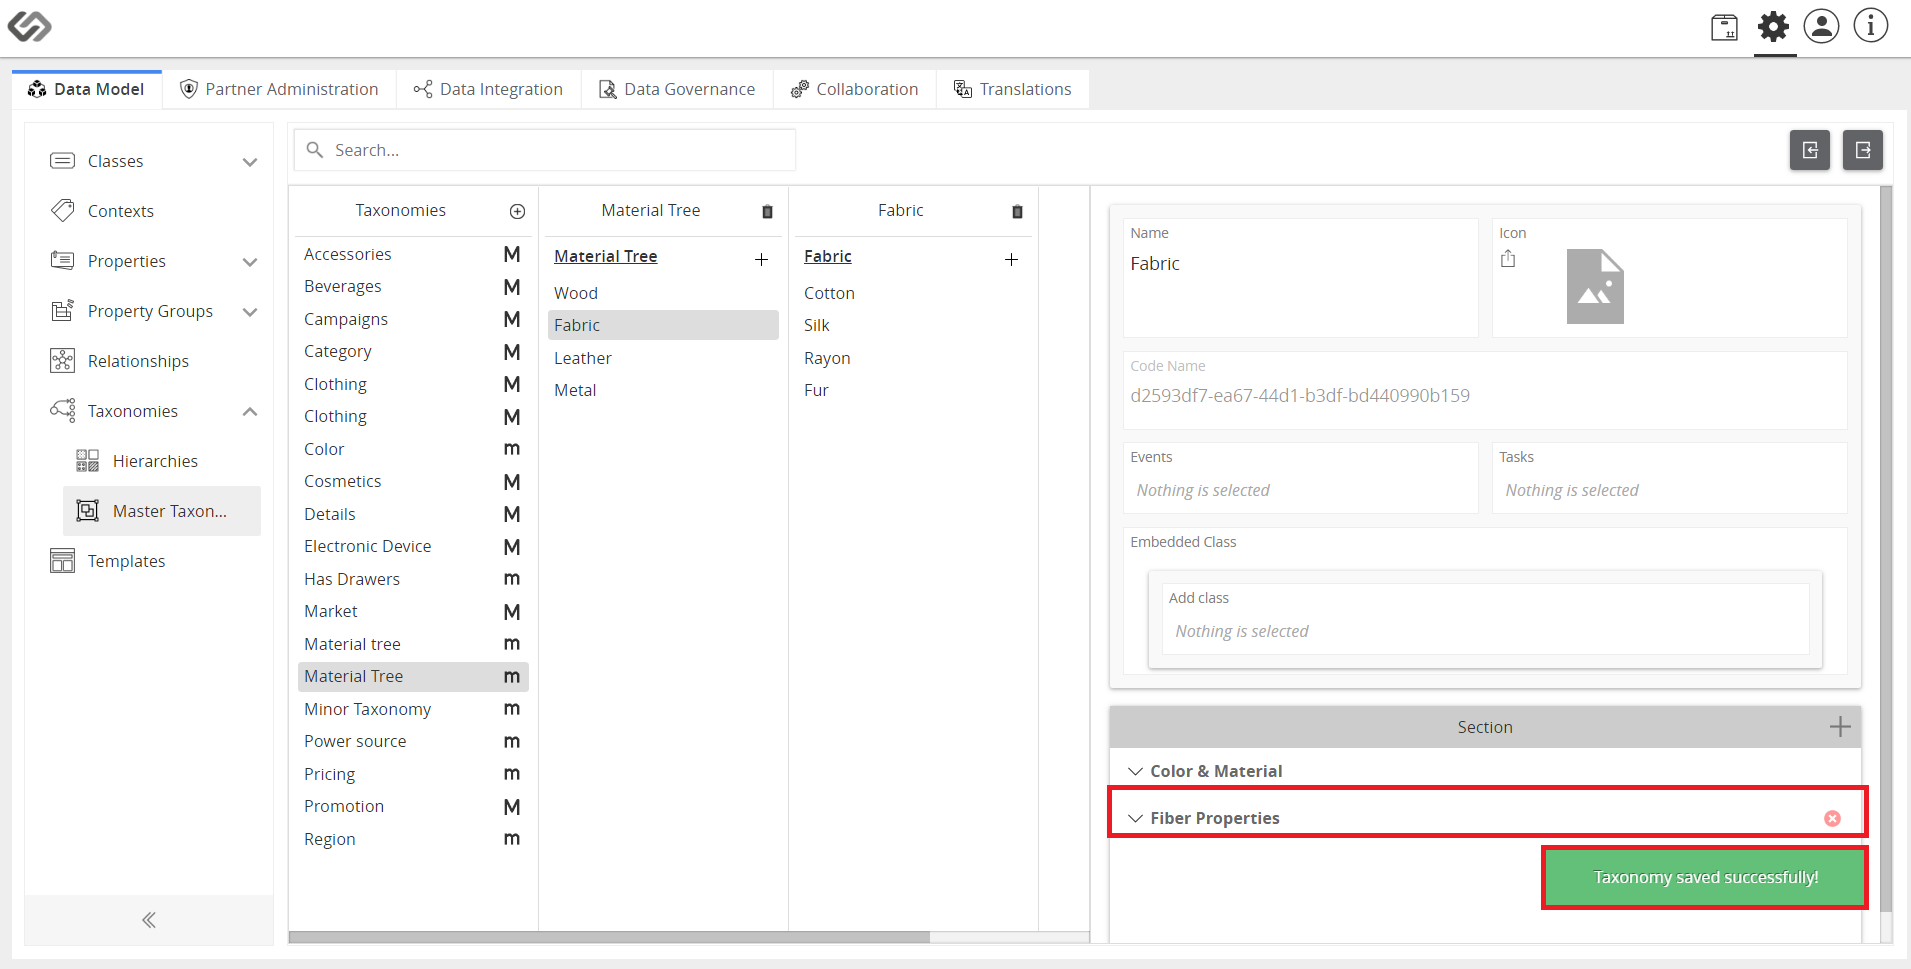 Data Model
Partner Administration
Data Integration
Data Governance
Collaboration
Translations
Classes
Contexts
Properties
Property Groups
Relationships
Taxonomies
Hierarchies
Master Taxon...
Templates
Search...
Taxonomies
Accessories M
Beverages M
Campaigns M
Category M
Clothing M
Clothing M
Color m
Cosmetics M
Details M
Electronic Device M
Has Drawers m
Market M
Material tree m
Material Tree m
Minor Taxonomy m
Power source m
Pricing m
Promotion M
Region m
Material Tree
Material Tree
Wood
Fabric
Leather
Metal
Fabric
Fabric
Cotton
Silk
Rayon
Fur
Name
Fabric
Icon
Code Name
d2593df7-ea67-44d1-b3df-bd440990b159
Events
Nothing is selected
Tasks
Nothing is selected
Embedded Class
Add class
Nothing is selected
Section
Color & Material
Fiber Properties
Taxonomy saved successfully!